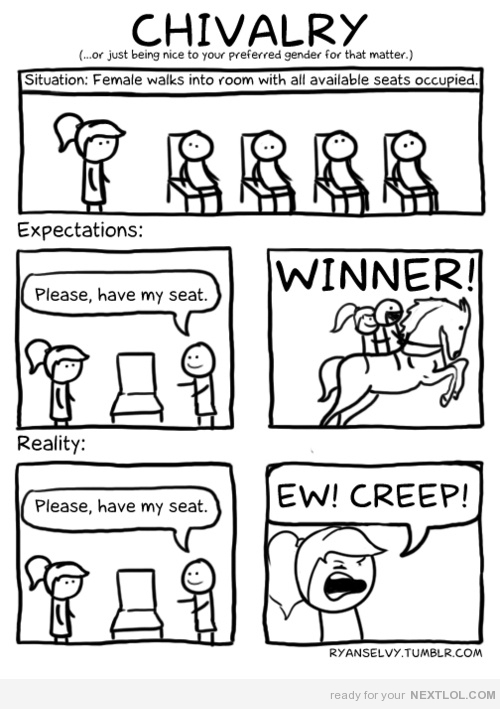 CHIVALRY
(...or just being nice to your preferred gender for that matter.)
Situation: Female walks into room with all available seats occupied.
Expectations:
Please, have my seat.
WINNER!
Reality:
Please, have my seat.
EW! CREEP!
RYANSELVY.TUMBLR.COM
ready for your NEXTLOL.COM